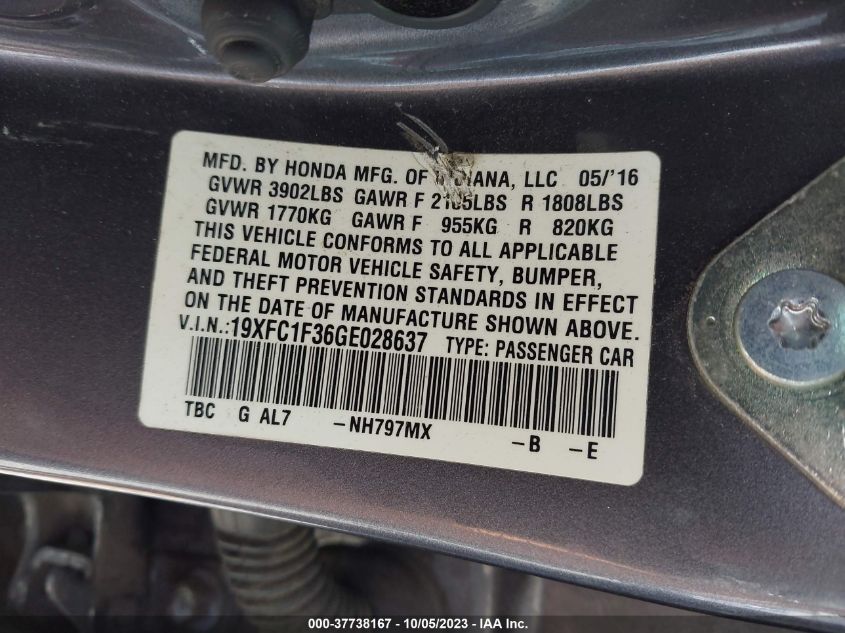 MFD. BY HONDA MFG. OF LLC 05/'16
GVWR 3902LBS GAWR F R 1808LBS
GVWR 1770KG GAWR F 955KG R 820KG
THIS VEHICLE CONFORMS TO ALL APPLICABLE
FEDERAL MOTOR VEHICLE SAFETY, BUMPER,
AND THEFT PREVENTION STANDARDS IN EFFECT
ON THE DATE OF MANUFACTURE SHOWN ABOVE.
V.I.N.:19XFC1F36GE028637 TYPE: PASSENGER CAR
TBC G AL7 -NH797MX -B -E
000-37738167 - 10/05/2023 - IAA Inc.